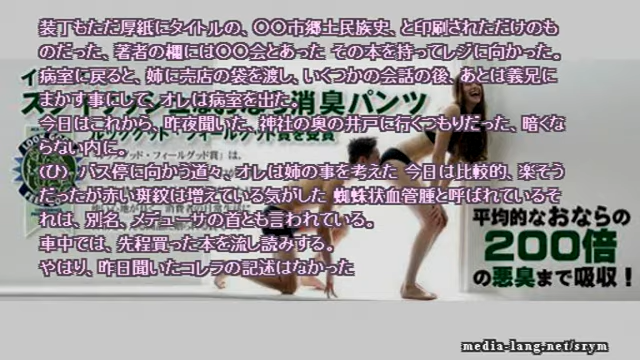 装丁もただ厚紙にタイトルの、〇〇市郷土民族史、と印刷されただけのも
のだった、著者の欄には〇〇会とあった その本を持ってレジに向かった。
病室に戻ると、姉に売店の袋を渡し、いくつかの会話の後、あとは義兄に
まかす事にして、オレは病室を出た。
消臭パンツ
今日はこれから、昨夜聞いた、神社の奥の井戸に行くつもりだった、暗くな
らない内に。
(ひ)、バス停に向かう道々、オレは姉の事を考えた 今日は比較的、楽そう
だったが赤い斑紋は増えている気がした 蜘蛛状血管腫と呼ばれているそ
れは、別名、メデューサの首とも言われている。
車中では、先程買った本を流し読みする。
やはり、昨日聞いたコレラの記述はなかった
平均的なおならの
200倍
の悪臭まで吸収！
media-lang.net/srym